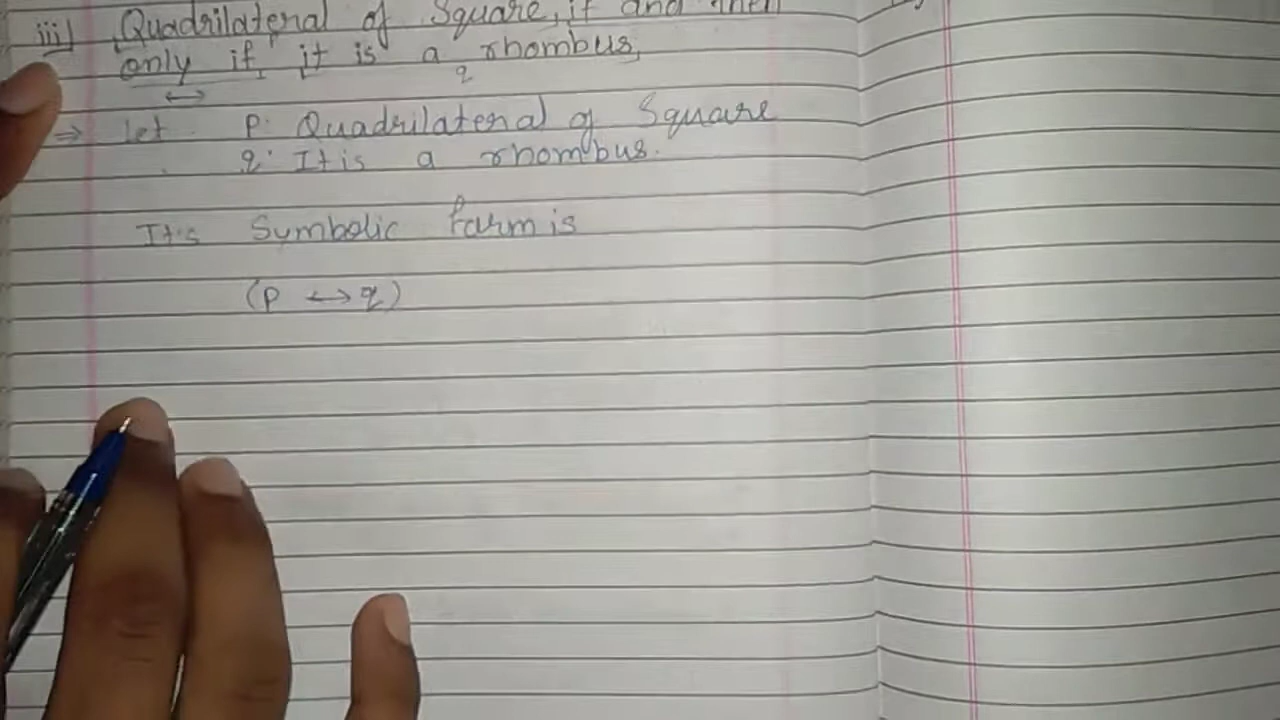 iii) Quadrilateral of Square, if and then
only if, it is a rhombus,
q
↔
⇒ let P: Quadrilateral of Square
q: It is a rhombus.
It's Symbolic farm is
(p ↔ q)